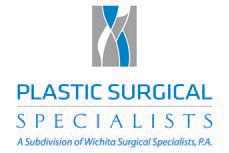 PLASTIC SURGICAL
SPECIALISTS
A Subdivision of Wichita Surgical Specialists, P.A.